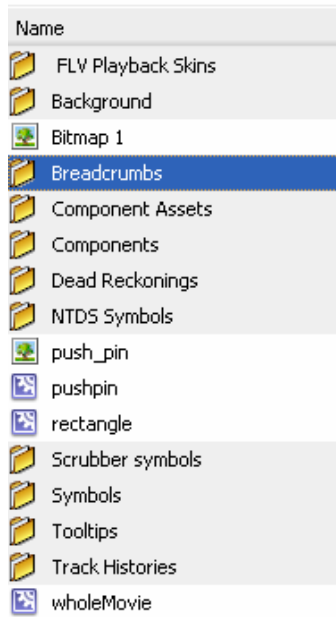 Name
FLV Playback Skins
Background
Bitmap 1
Breadcrumbs
Component Assets
Components
Dead Reckonings
NTDS Symbols
push_pin
pushpin
rectangle
Scrubber symbols
Symbols
Tooltips
Track Histories
wholeMovie